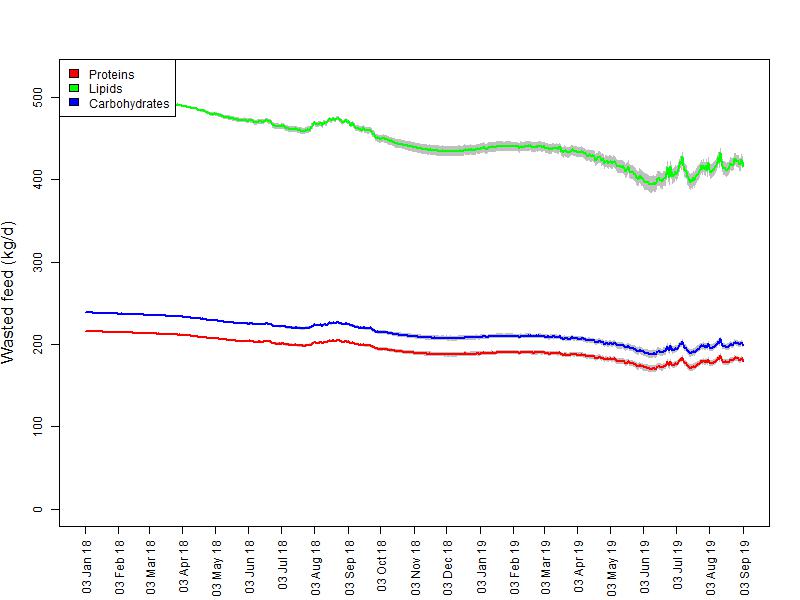 Proteins
Lipids
Carbohydrates
Wasted feed (kg/d)
500
400
300
200
100
0
03 Jan 18
03 Feb 18
03 Mar 18
03 Apr 18
03 May 18
03 Jun 18
03 Jul 18
03 Aug 18
03 Sep 18
03 Oct 18
03 Nov 18
03 Dec 18
03 Jan 19
03 Feb 19
03 Mar 19
03 Apr 19
03 May 19
03 Jun 19
03 Jul 19
03 Aug 19
03 Sep 19